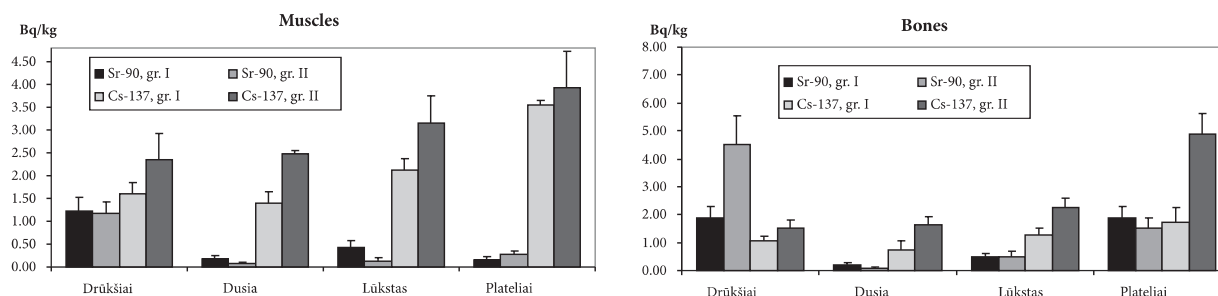 Muscles
Bq/kg
4.50
4.00
3.50
3.00
2.50
2.00
1.50
1.00
0.50
0.00
Sr-90, gr. I
Sr-90, gr. II
Cs-137, gr. I
Cs-137, gr. II
Drūkšiai
Dusia
Lūkstas
Plateliai
Bones
Bq/kg
8.00
7.00
6.00
5.00
4.00
3.00
2.00
1.00
0.00
Sr-90, gr. I
Sr-90, gr. II
Cs-137, gr. I
Cs-137, gr. II
Drūkšiai
Dusia
Lūkstas
Plateliai